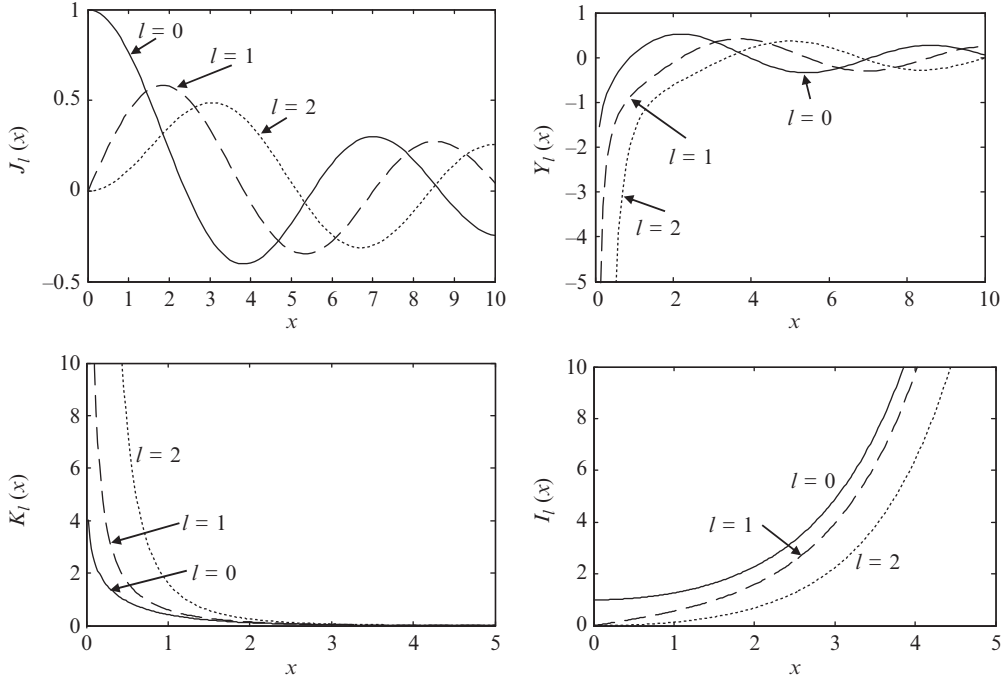 1
0.5
0
–0.5
0 1 2 3 4 5 6 7 8 9 10
x
J_l (x)
l = 0
l = 1
l = 2
1
0
–1
–2
–3
–4
–5
0 2 4 6 8 10
x
Y_l (x)
l = 0
l = 1
l = 2
10
8
6
4
2
0
0 1 2 3 4 5
x
K_l (x)
l = 2
l = 1
l = 0
10
8
6
4
2
0
0 1 2 3 4 5
x
I_l (x)
l = 0
l = 1
l = 2